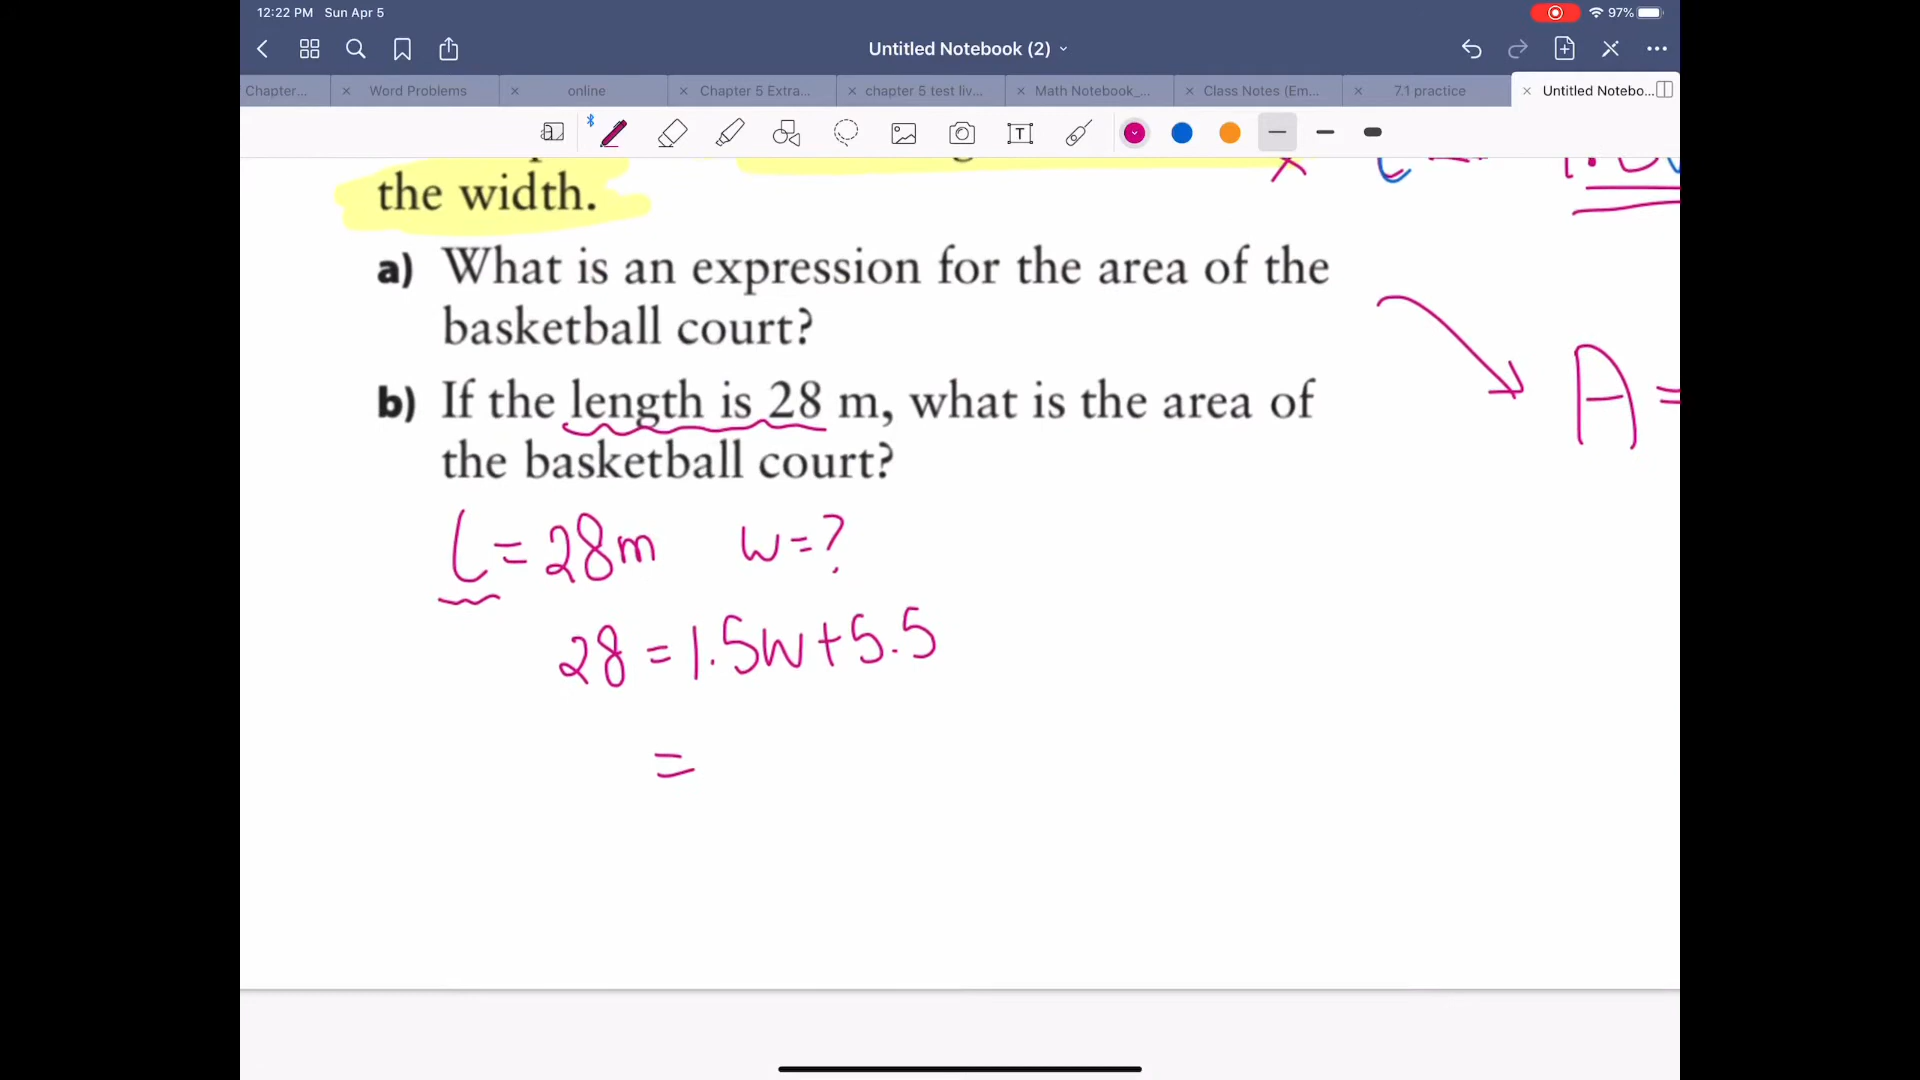 12:22 PM Sun Apr 5
97%
Untitled Notebook (2)
Chapter... Word Problems online Chapter 5 Extra... chapter 5 test liv... Math Notebook_... Class Notes (Em... 7.1 practice Untitled Notebo...
the width.
a) What is an expression for the area of the
basketball court?
A =
b) If the length is 28 m, what is the area of
the basketball court?
l = 28m w = ?
28 = 1.5w + 5.5
=